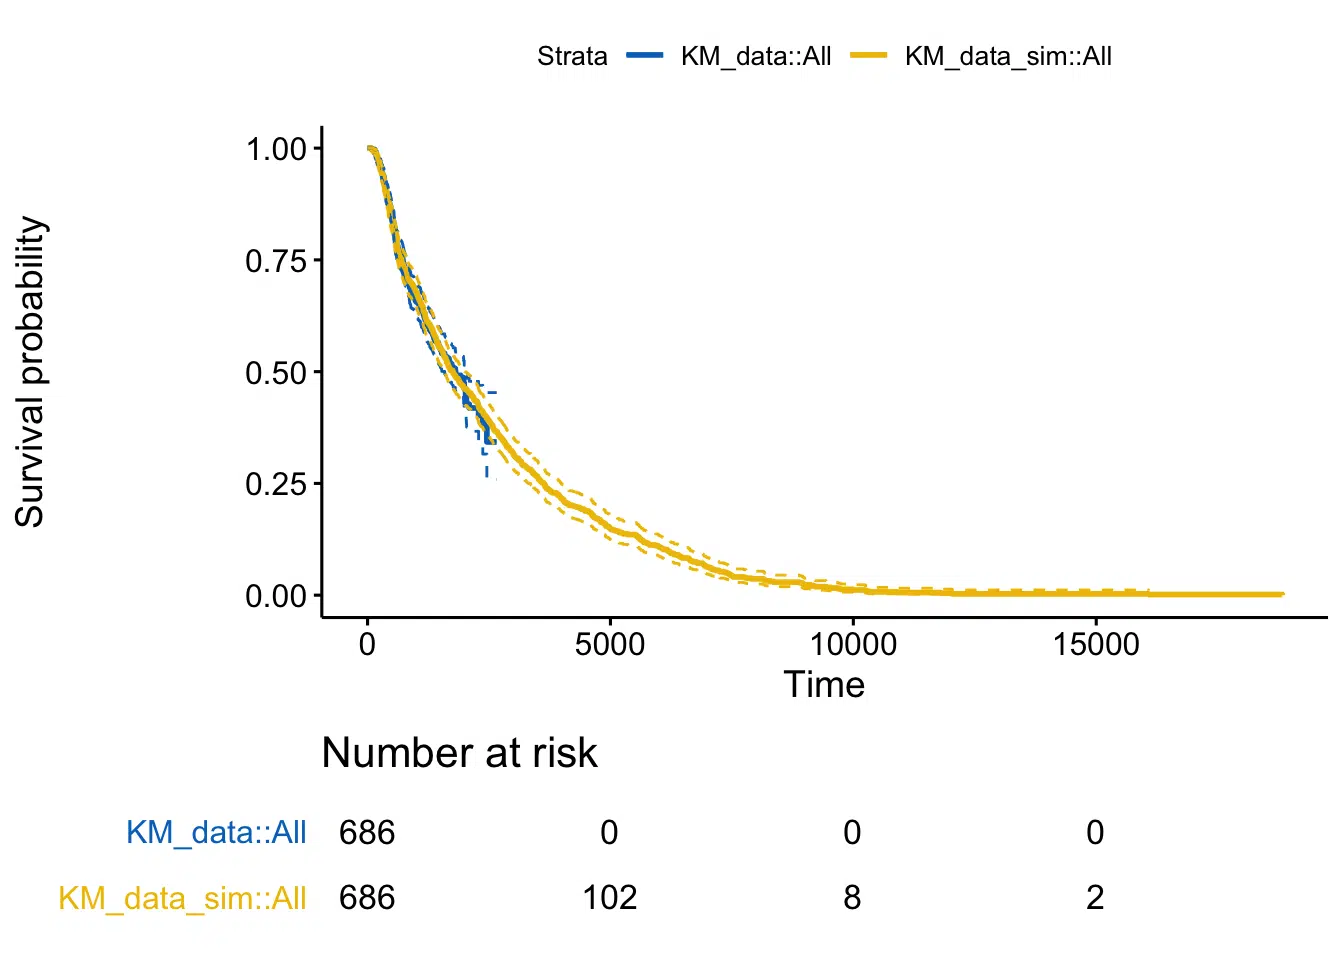 Strata KM_data::All KM_data_sim::All
Survival probability
1.00
0.75
0.50
0.25
0.00
0 5000 10000 15000
Time
Number at risk
KM_data::All 686 0 0 0
KM_data_sim::All 686 102 8 2